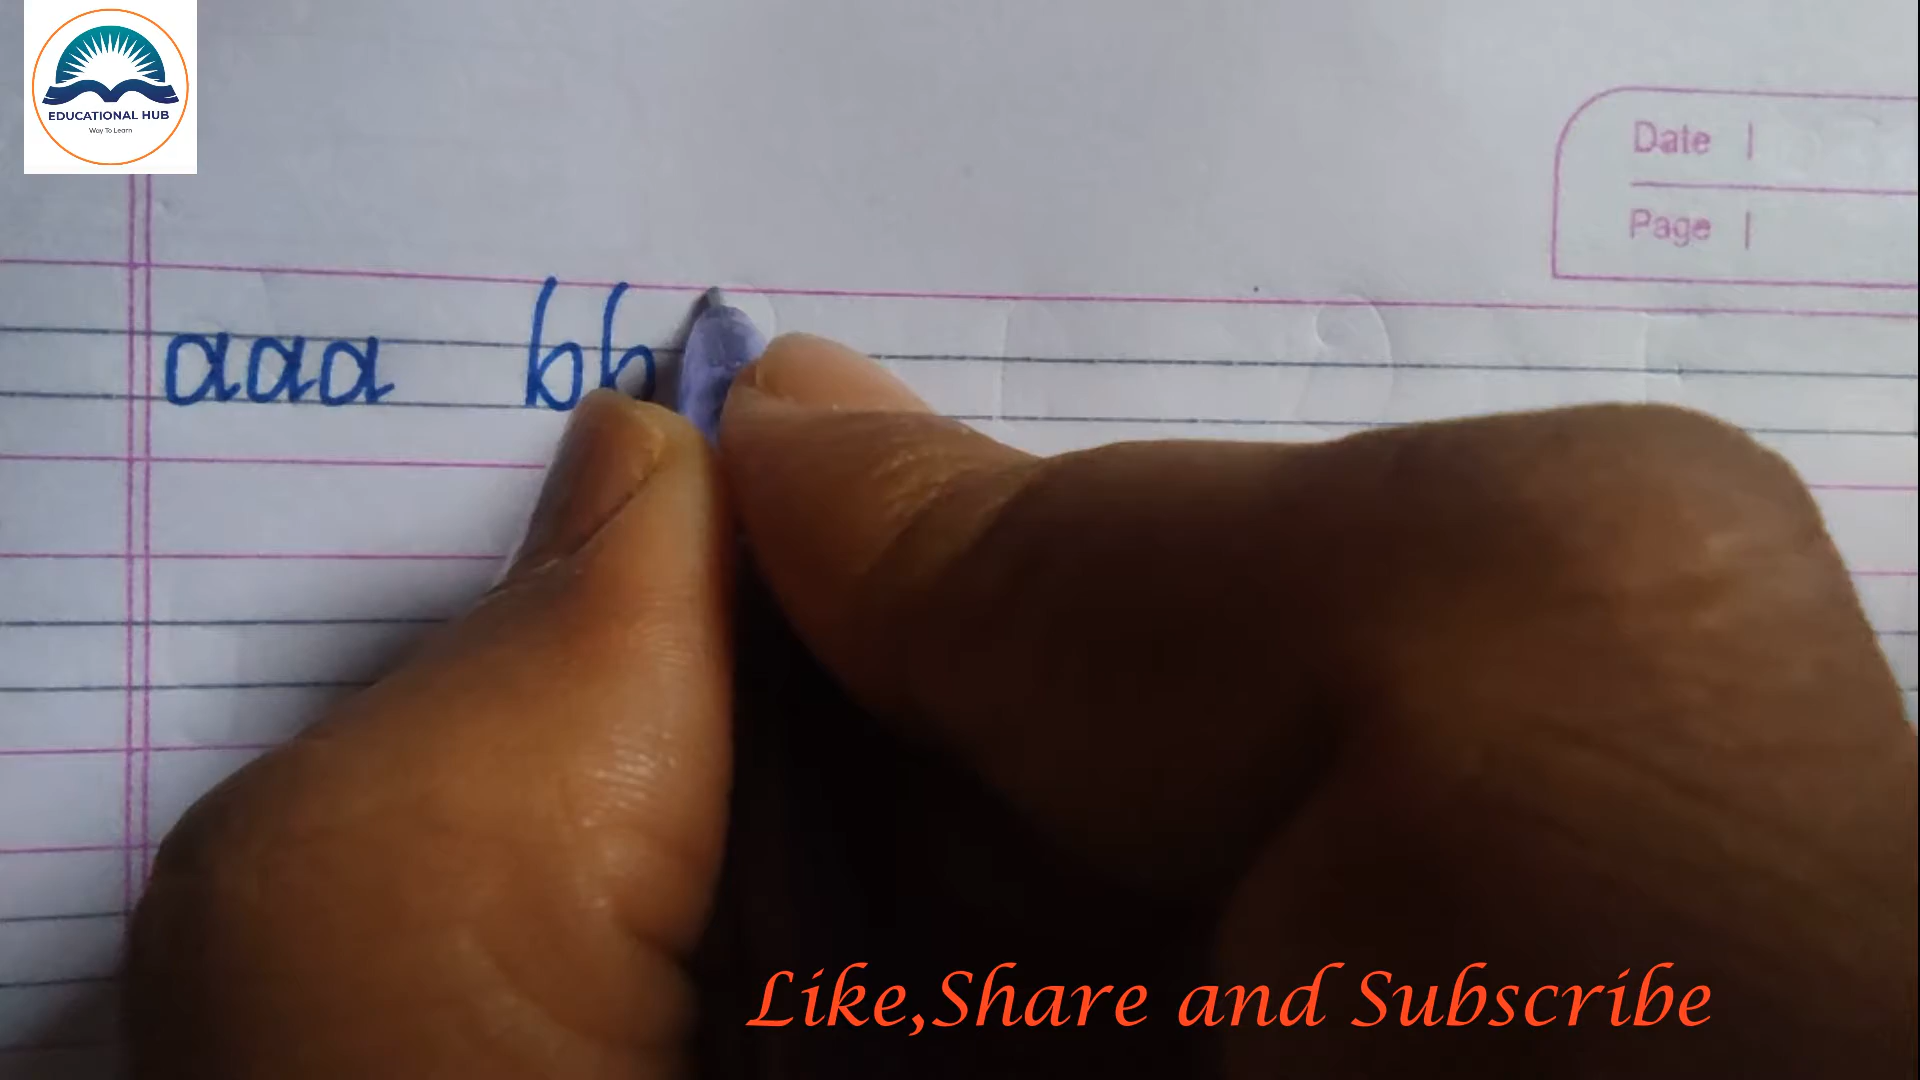 EDUCATIONAL HUB
Way To Learn
Date |
Page |
aaa bb
Like,Share and Subscribe